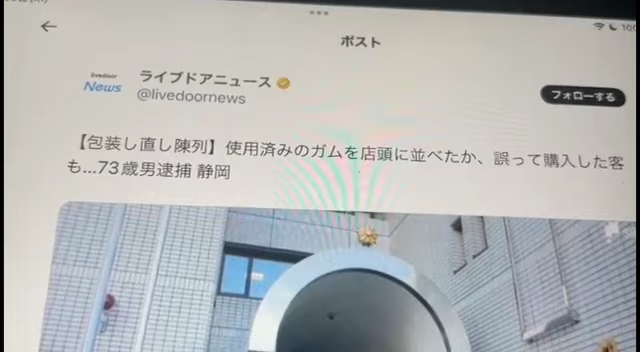 ポスト
livedoor
News
ライブドアニュース
@livedoornews
フォローする
【包装し直し陳列】使用済みのガムを店頭に並べたか、誤って購入した客
も...73歳男逮捕 静岡